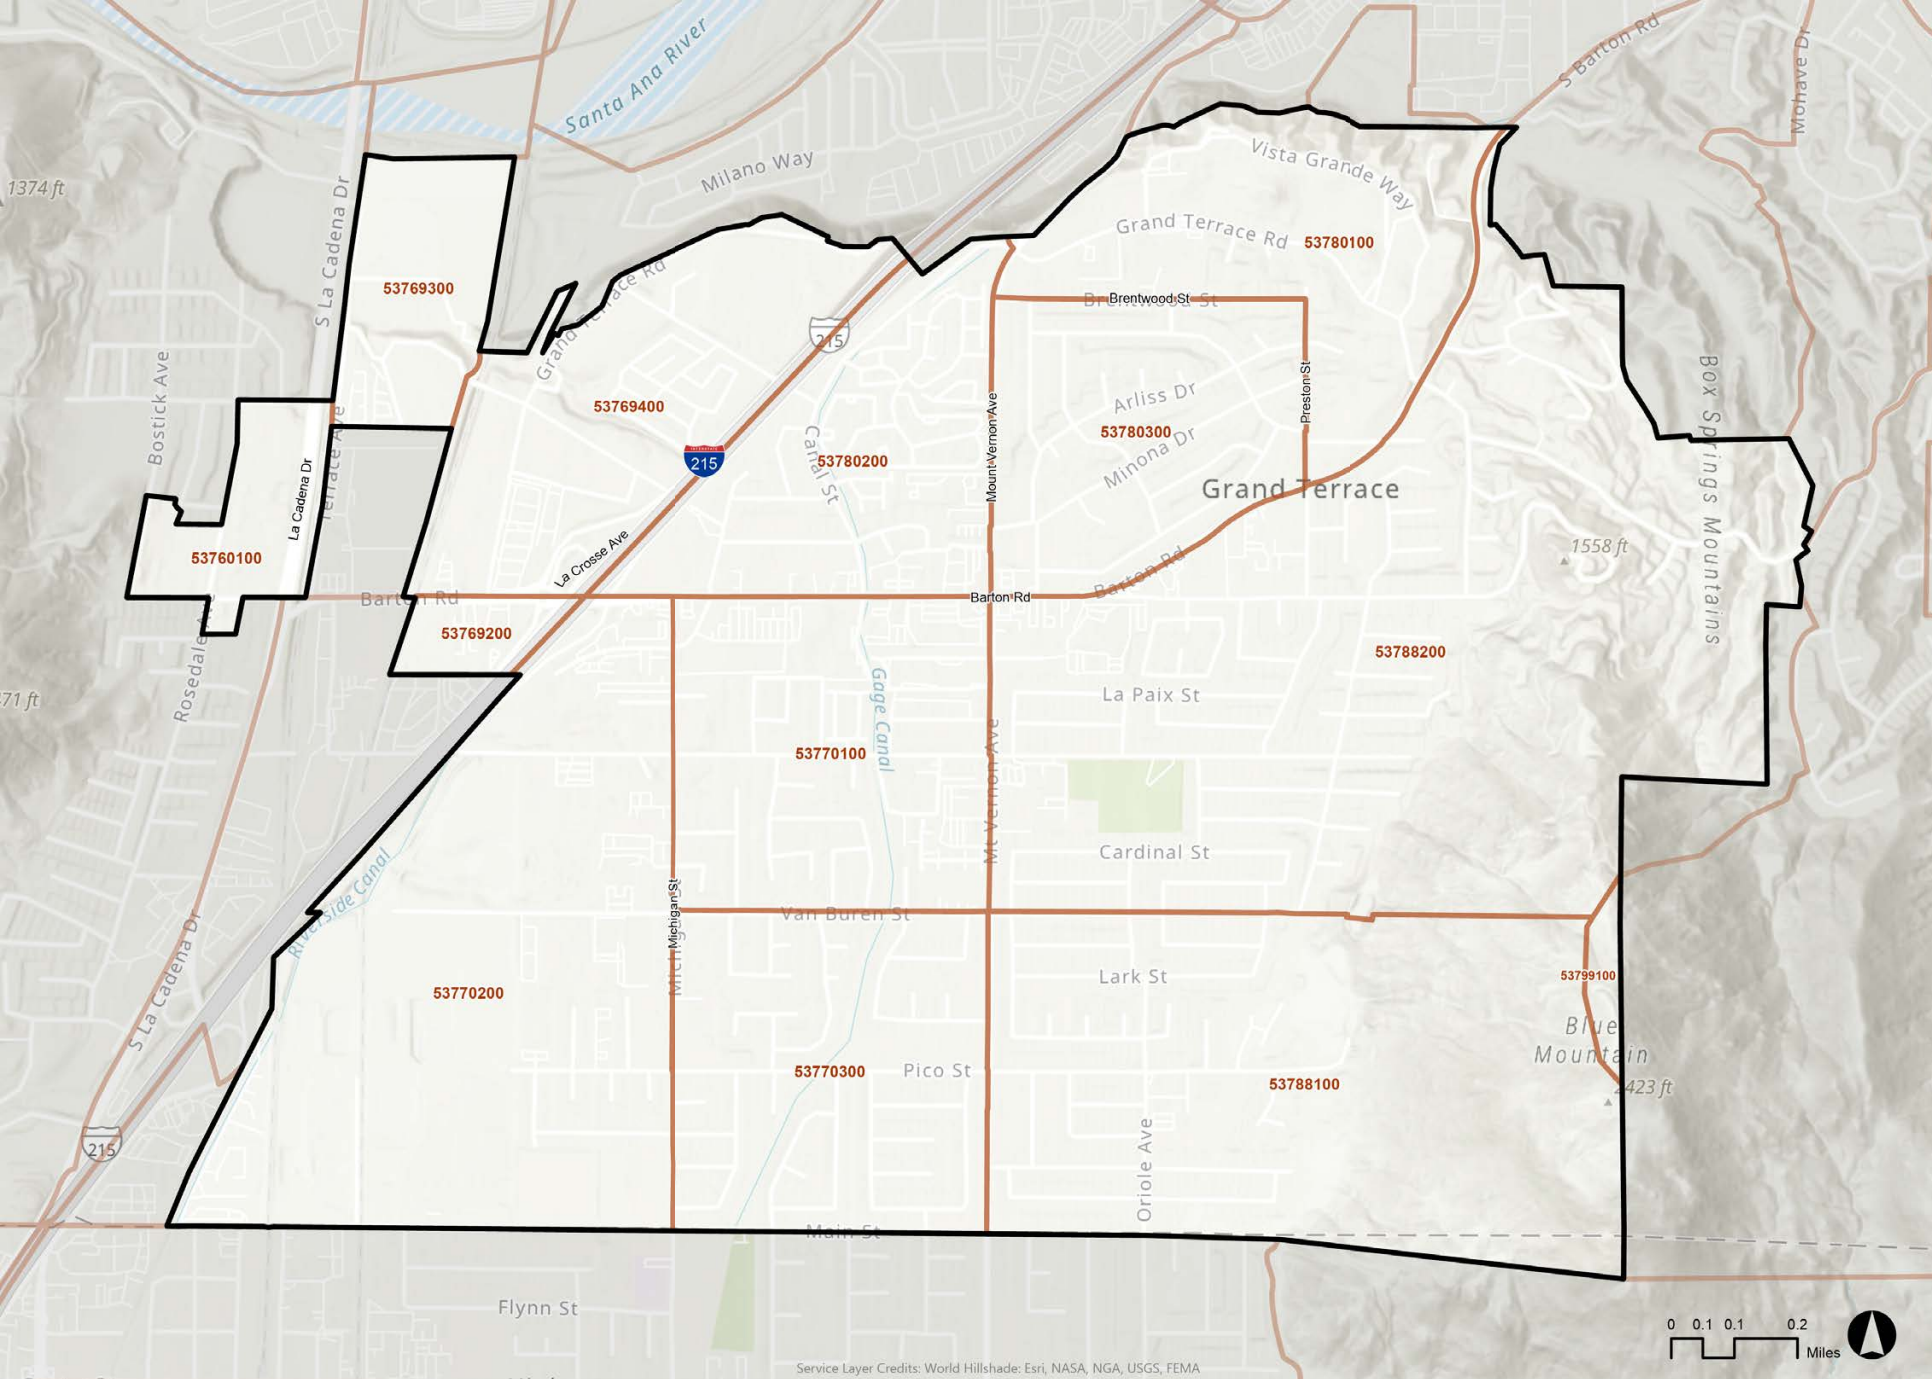 S Barton Rd
Santa Ana River
Mohave Dr
Milano Way
Vista Grande Way
1374 ft
S La Cadena Dr
Grand Terrace Rd
53780100
53769300
Grand Terrace Rd
Brentwood St
Brentwood St
215
Bostick Ave
Arliss Dr
Preston St
Box Springs Mountains
53769400
Terrace Ave
Mount Vernon Ave
53780300
Minona Dr
Canal St
53780200
215
La Cadena Dr
Grand Terrace
53760100
La Crosse Ave
1558 ft
Barton Rd
Barton Rd
Barton Rd
53769200
Rosedale Ave
53788200
71 ft
La Paix St
Gage Canal
53770100
Mt Vernon Ave
Cardinal St
Riverside Canal
Michigan St
Van Buren St
S La Cadena Dr
Lark St
53799100
53770200
Blue
Mountain
53770300
Pico St
53788100
2423 ft
215
Oriole Ave
Main St
Flynn St
0 0.1 0.1 0.2
Miles
Service Layer Credits: World Hillshade: Esri, NASA, NGA, USGS, FEMA